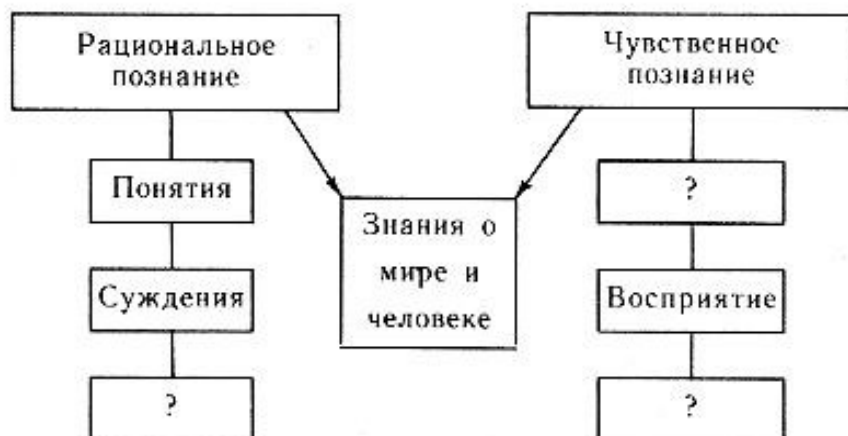 Рациональное
познание
Чувственное
познание
Понятия
?
Знания о
мире и
человеке
Суждения
Восприятие
?
?